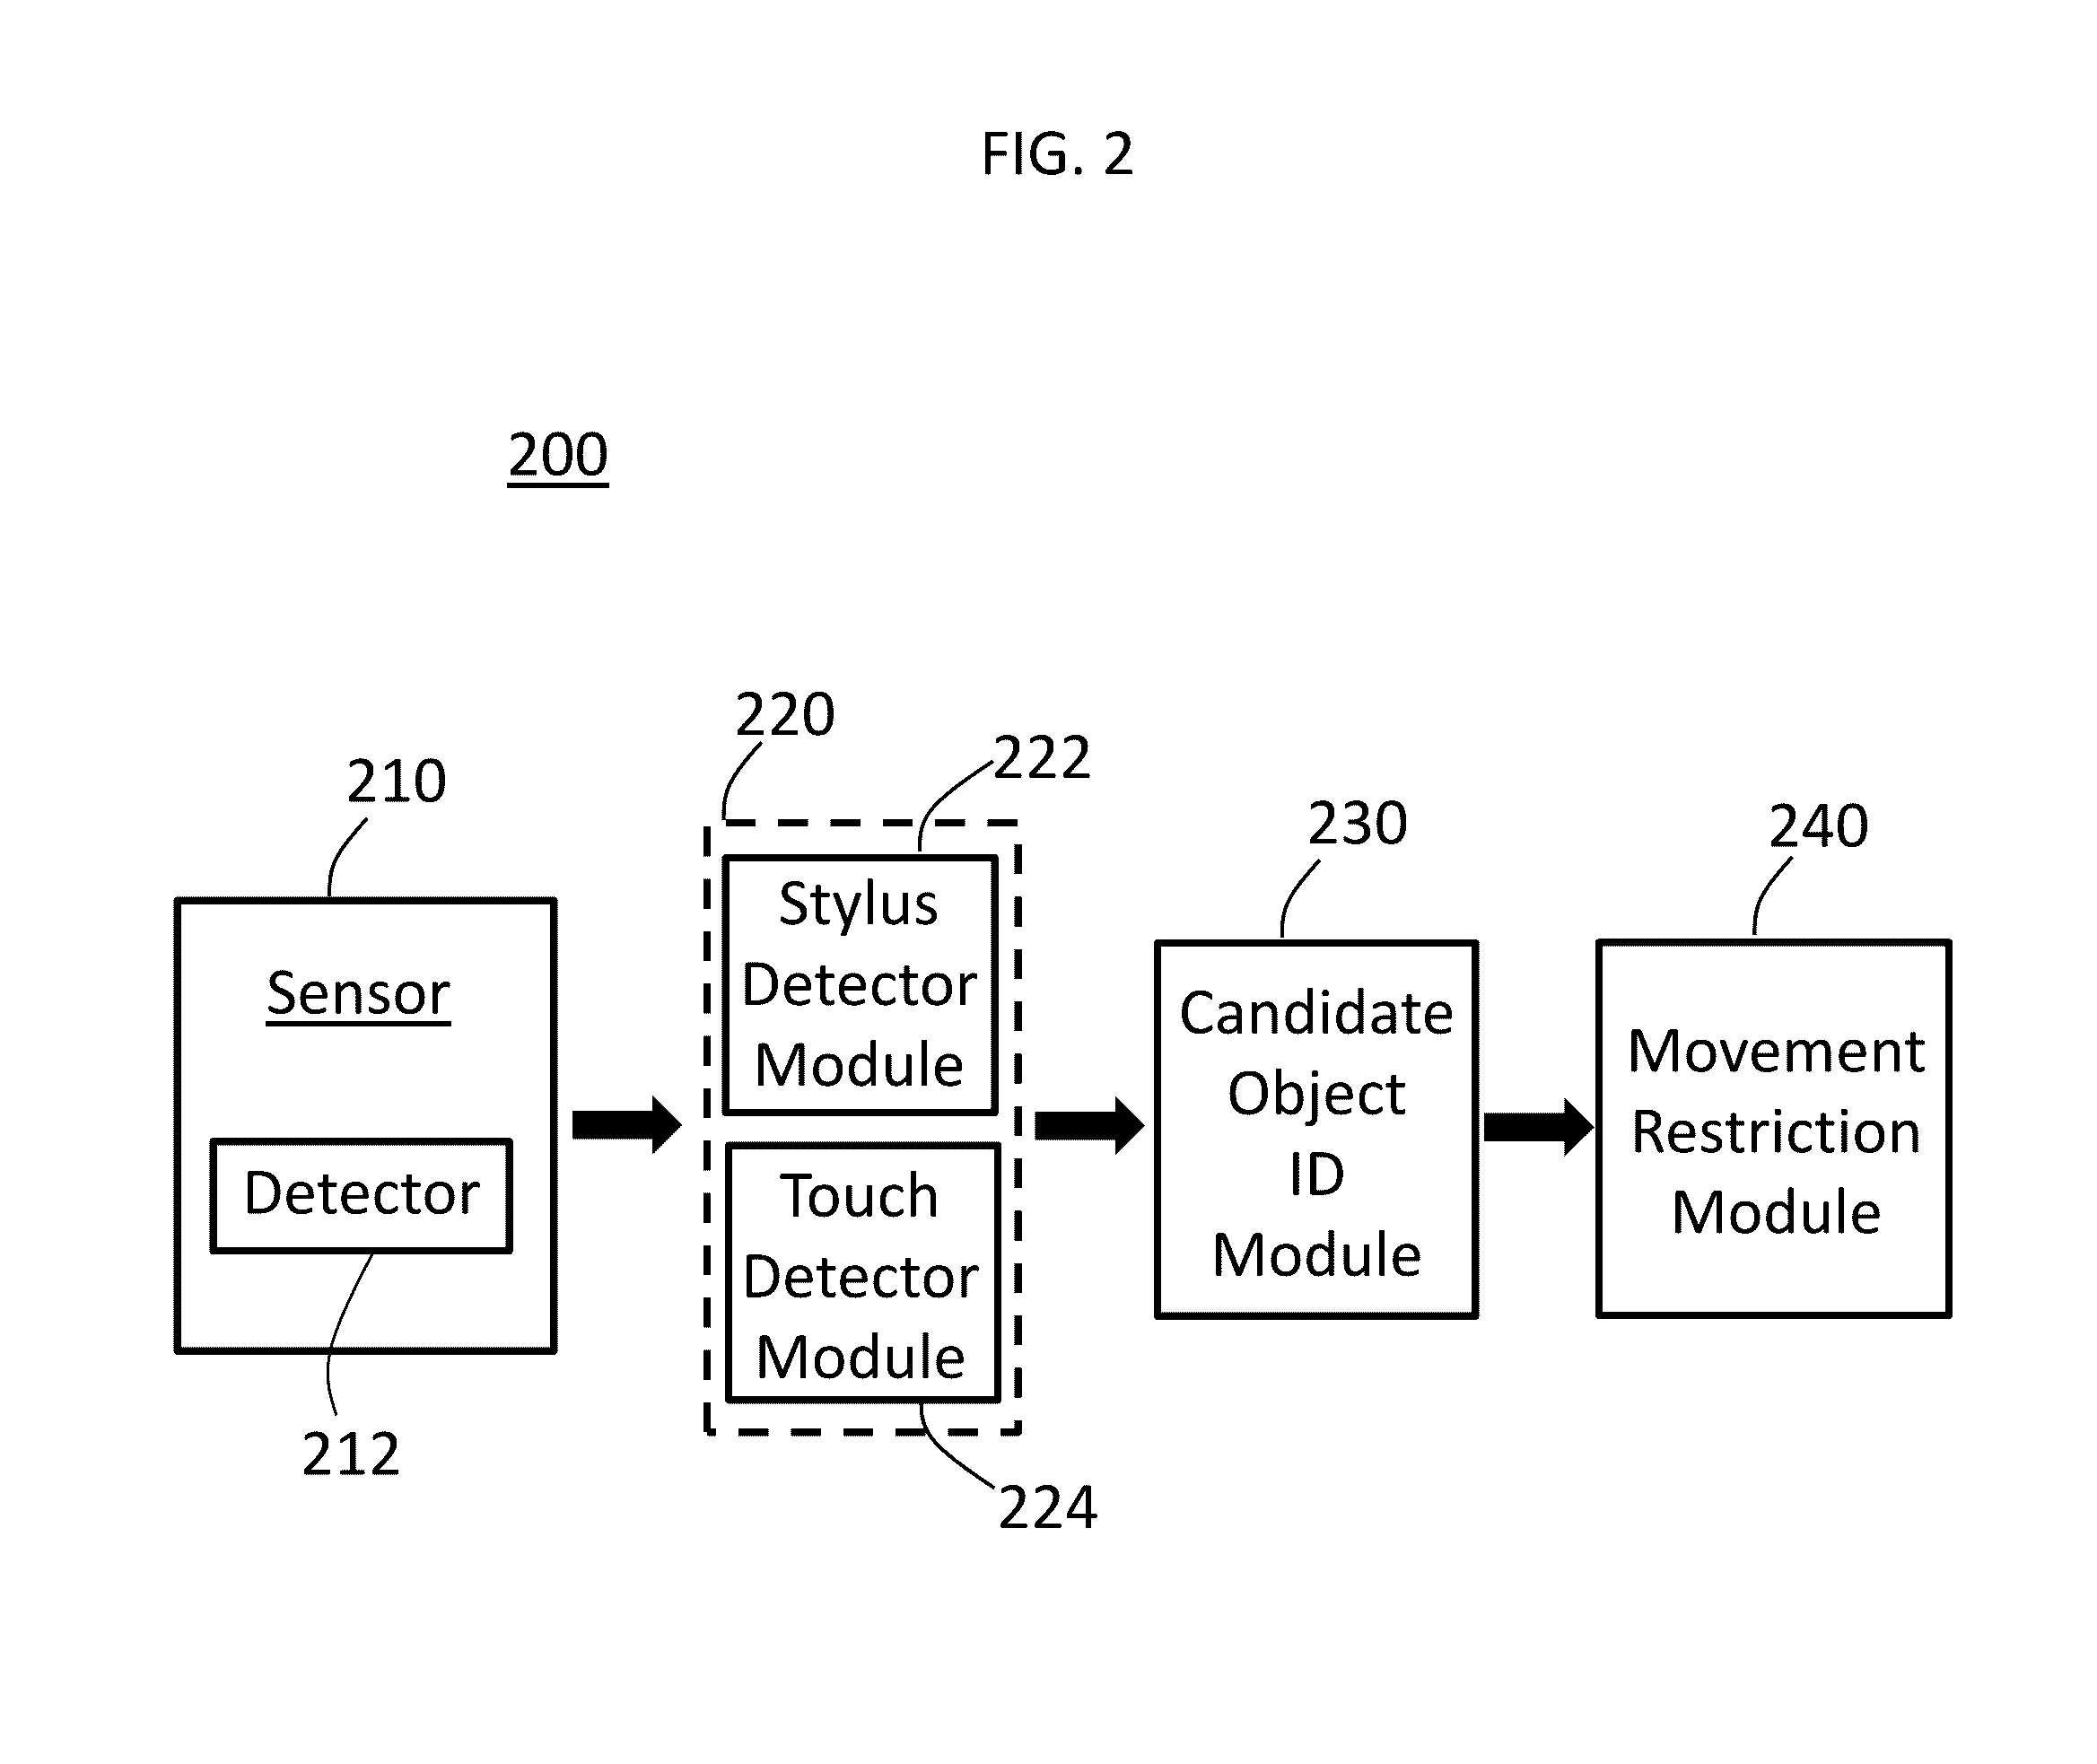 FIG. 2
200
210
Sensor
Detector
212
220
222
Stylus
Detector
Module
Touch
Detector
Module
224
230
Candidate
Object
ID
Module
240
Movement
Restriction
Module